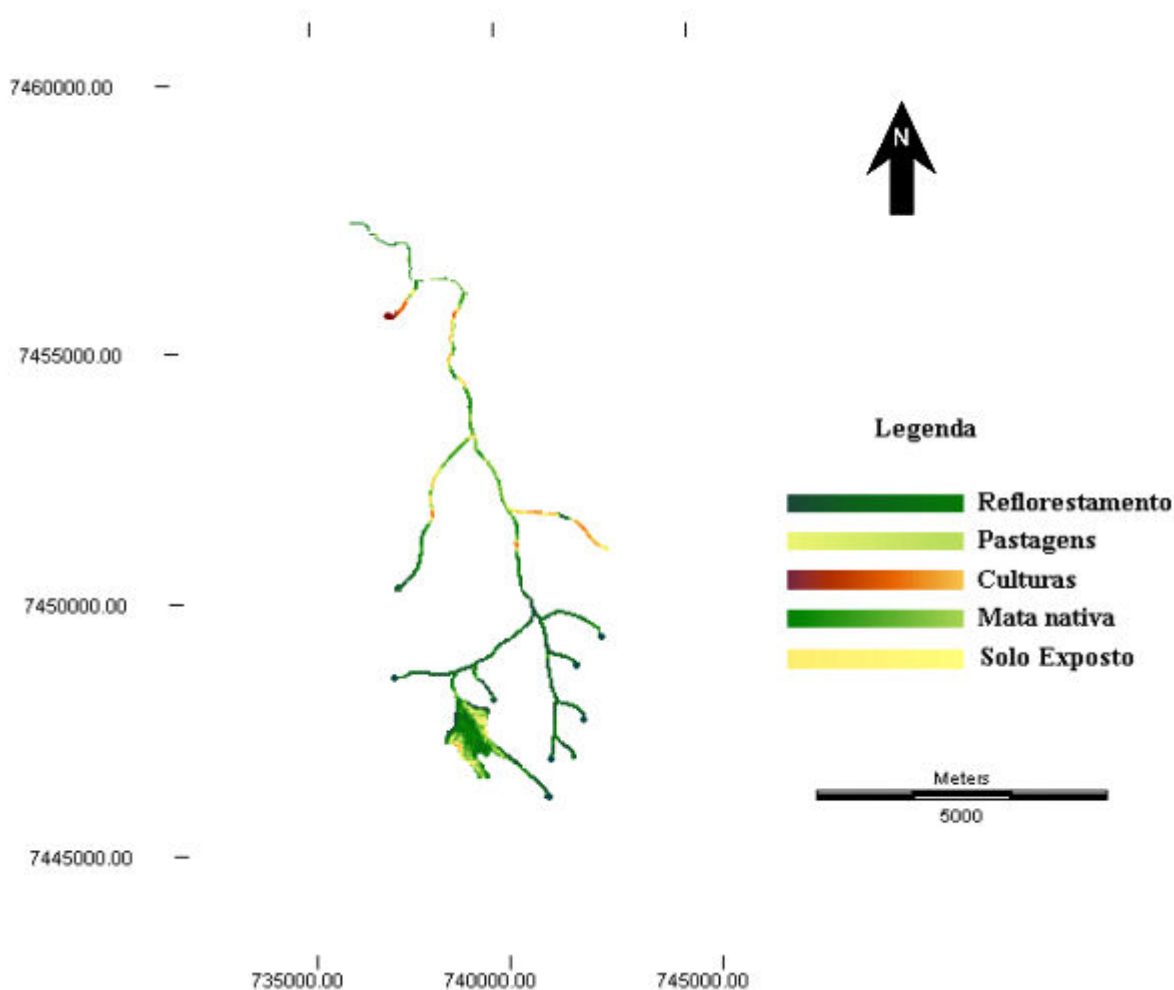 7460000.00
N
7455000.00
Legenda
Reflorestamento
Pastagens
7450000.00
Culturas
Mata nativa
Solo Exposto
Meters
5000
7445000.00
735000.00
740000.00
745000.00